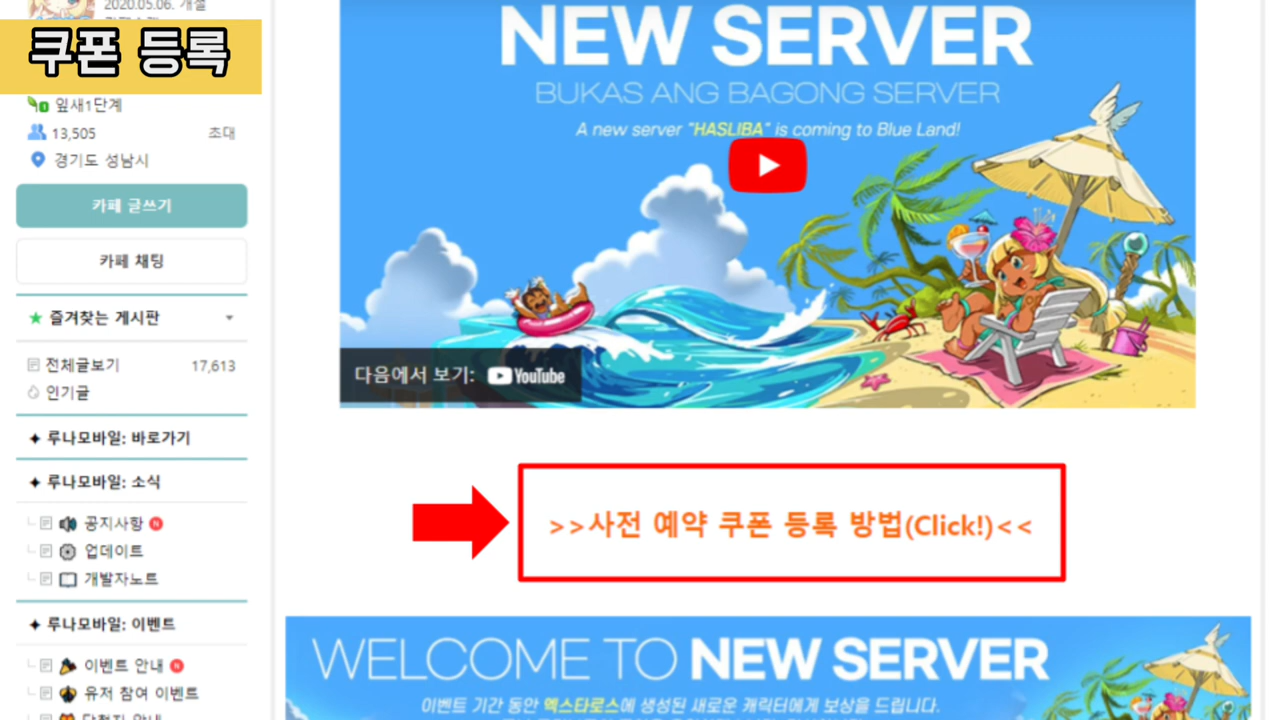 2020.05.06. 개설
쿠폰 등록
잎새1단계
13,505 초대
경기도 성남시
카페 글쓰기
카페 채팅
즐겨찾는 게시판
전체글보기 17,613
인기글
루나모바일: 바로가기
루나모바일: 소식
공지사항 N
업데이트
개발자노트
루나모바일: 이벤트
이벤트 안내 N
유저 참여 이벤트
NEW SERVER
BUKAS ANG BAGONG SERVER
A new server "HASLIBA" is coming to Blue Land!
다음에서 보기: YouTube
>>사전 예약 쿠폰 등록 방법(Click!)<<
WELCOME TO NEW SERVER
이벤트 기간 동안 엑스타로스에 생성된 새로운 캐릭터에게 보상을 드립니다.